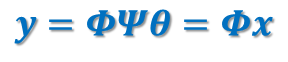 y = ΦΨθ = Φx